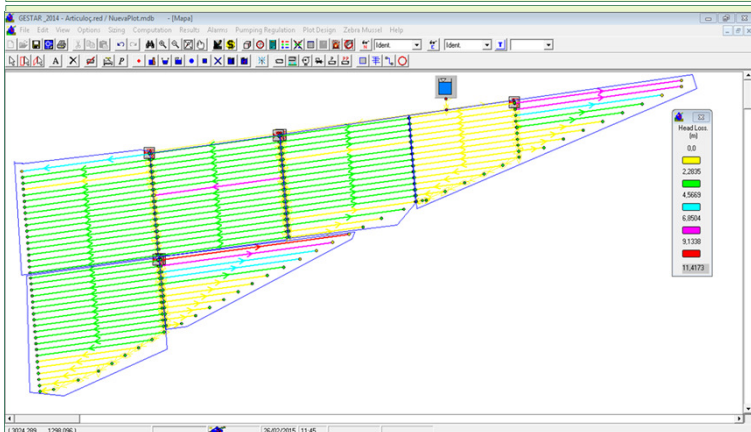 GESTAR _2014 - Articuloç.red / NuevaPlot.mdb - [Mapa]
File Edit View Options Sizing Computation Results Alarms Pumping Regulation Plot Design Zebra Mussel Help
Ident. Ident.
Head Loss.
[m]
0,0
2,2835
4,5669
6,8504
9,1338
11,4173
26/02/2015 11:45